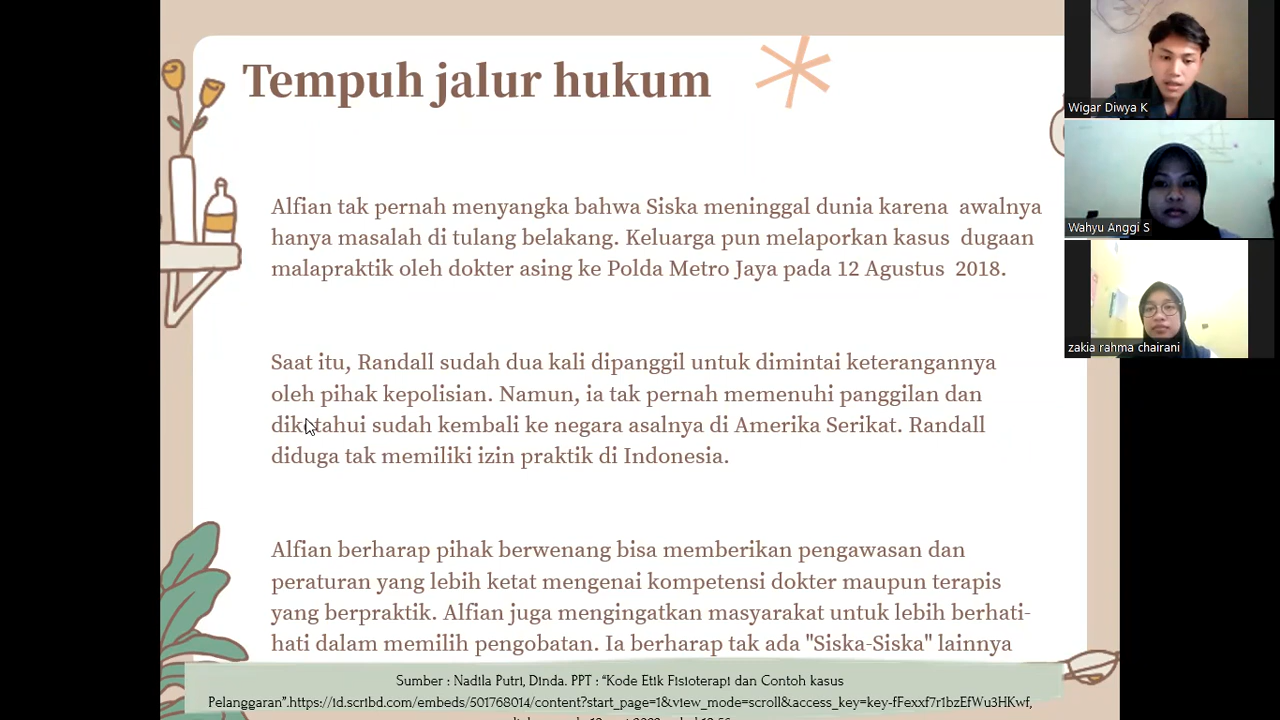 Tempuh jalur hukum
Alfian tak pernah menyangka bahwa Siska meninggal dunia karena awalnya
hanya masalah di tulang belakang. Keluarga pun melaporkan kasus dugaan
malapraktik oleh dokter asing ke Polda Metro Jaya pada 12 Agustus 2018.
Saat itu, Randall sudah dua kali dipanggil untuk dimintai keterangannya
oleh pihak kepolisian. Namun, ia tak pernah memenuhi panggilan dan
diketahui sudah kembali ke negara asalnya di Amerika Serikat. Randall
diduga tak memiliki izin praktik di Indonesia.
Alfian berharap pihak berwenang bisa memberikan pengawasan dan
peraturan yang lebih ketat mengenai kompetensi dokter maupun terapis
yang berpraktik. Alfian juga mengingatkan masyarakat untuk lebih berhati-
hati dalam memilih pengobatan. Ia berharap tak ada "Siska-Siska" lainnya
Sumber : Nadila Putri, Dinda. PPT : “Kode Etik Fisioterapi dan Contoh kasus
Pelanggaran”.https://id.scribd.com/embeds/501768014/content?start_page=1&view_mode=scroll&access_key=key-fFexxf7r1bzEfWu3HKwf,
Wigar Diwya K
Wahyu Anggi S
zakia rahma chairani